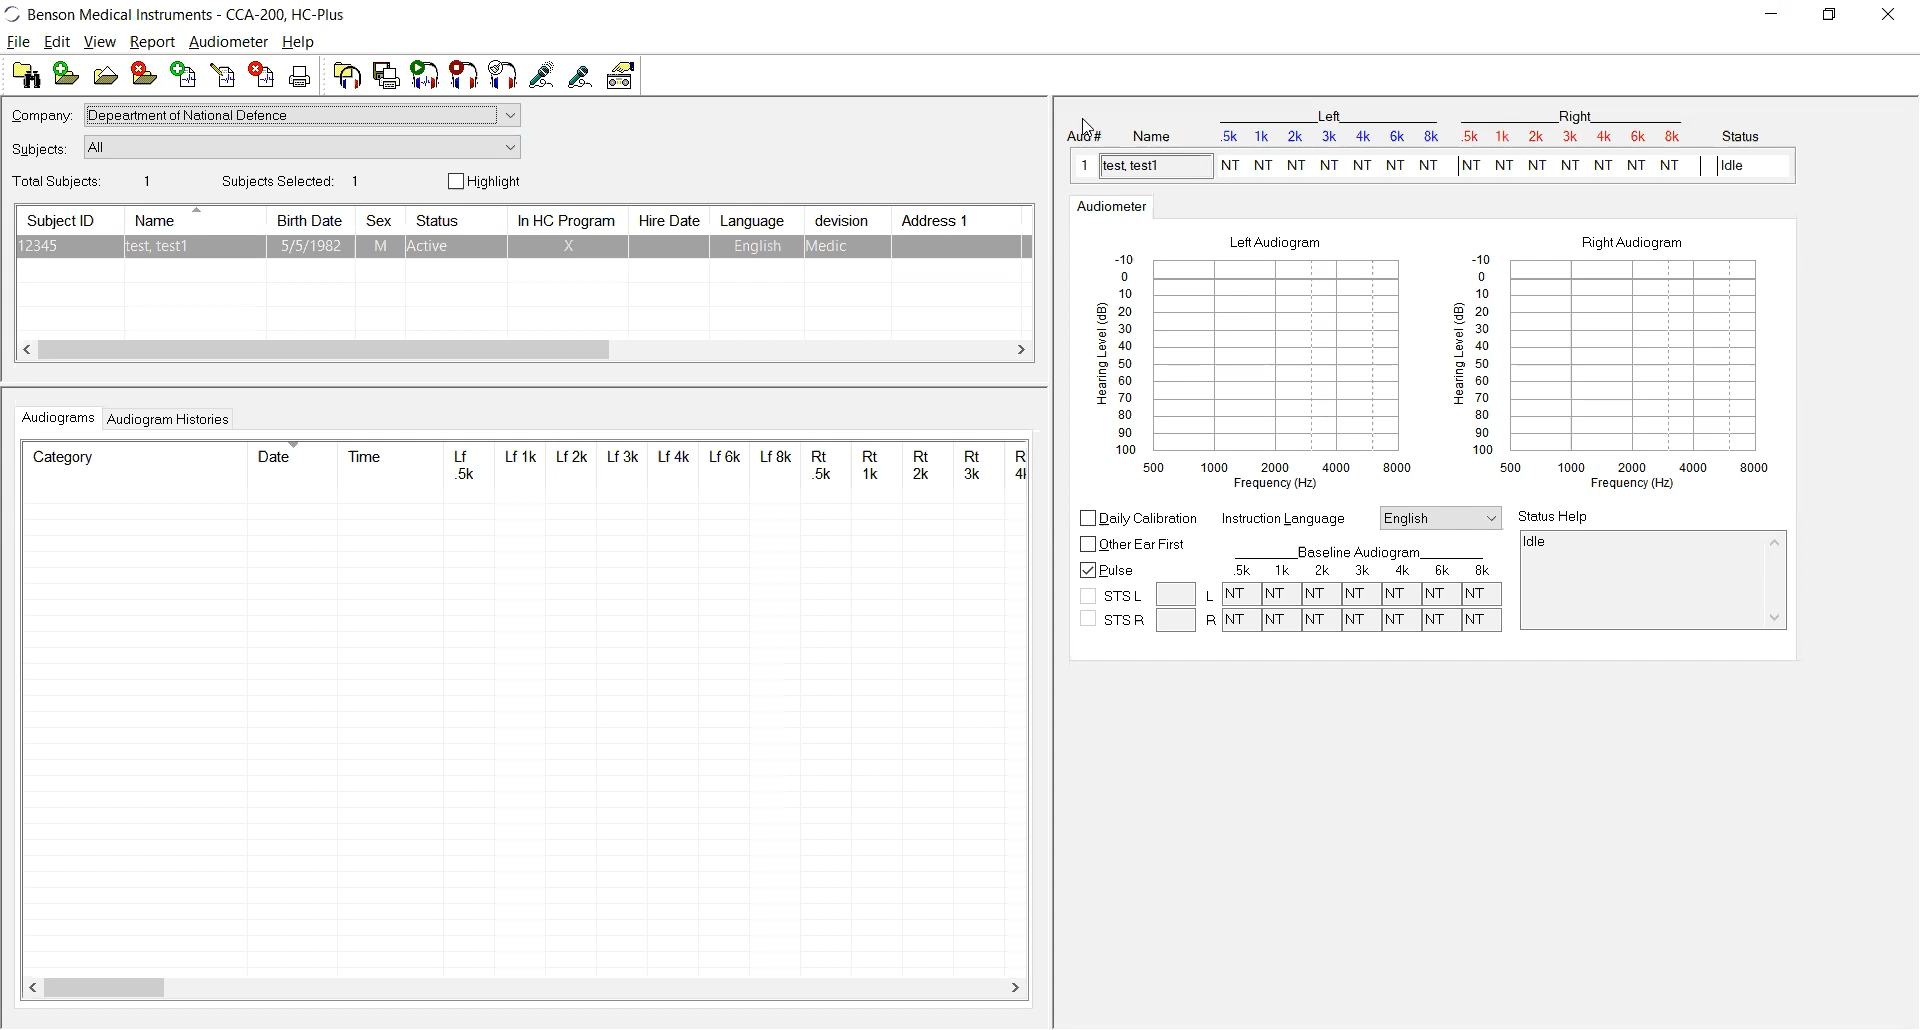 Benson Medical Instruments - CCA-200, HC-Plus
File Edit View Report Audiometer Help
Company: Depeartment of National Defence
Subjects: All
Total Subjects: 1 Subjects Selected: 1 Highlight
Subject ID Name Birth Date Sex Status In HC Program Hire Date Language devision Address 1
12345 test, test1 5/5/1982 M Active X English Medic
Audiograms Audiogram Histories
Category Date Time Lf .5k Lf 1k Lf 2k Lf 3k Lf 4k Lf 6k Lf 8k Rt .5k Rt 1k Rt 2k Rt 3k
Left Right
Aud # Name .5k 1k 2k 3k 4k 6k 8k .5k 1k 2k 3k 4k 6k 8k Status
1 test, test1 NT NT NT NT NT NT NT NT NT NT NT NT NT NT Idle
Audiometer
Left Audiogram
-10
0
10
20
30
40
50
60
70
80
90
100
Hearing Level (dB)
500 1000 2000 4000 8000
Frequency (Hz)
Right Audiogram
-10
0
10
20
30
40
50
60
70
80
90
100
Hearing Level (dB)
500 1000 2000 4000 8000
Frequency (Hz)
Daily Calibration Instruction Language English
Other Ear First
Pulse
Baseline Audiogram
.5k 1k 2k 3k 4k 6k 8k
STS L L NT NT NT NT NT NT NT
STS R R NT NT NT NT NT NT NT
Status Help
Idle